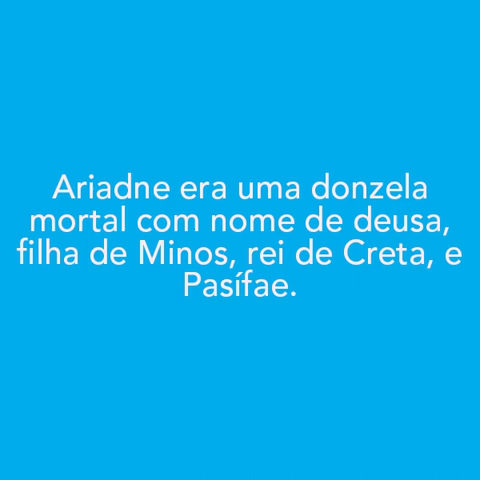 Ariadne era uma donzela
mortal com nome de deusa,
filha de Minos, rei de Creta, e
Pasífae.